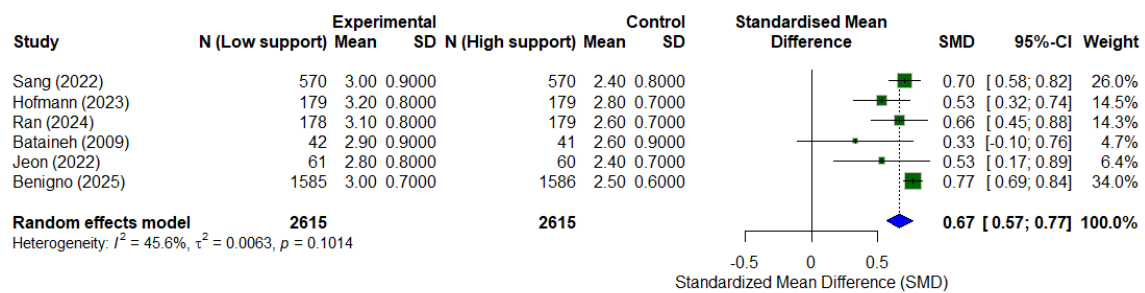 Experimental Control Standardised Mean
Study N (Low support) Mean SD N (High support) Mean SD Difference SMD 95%-CI Weight
Sang (2022) 570 3.00 0.9000 570 2.40 0.8000 0.70 [ 0.58; 0.82] 26.0%
Hofmann (2023) 179 3.20 0.8000 179 2.80 0.7000 0.53 [ 0.32; 0.74] 14.5%
Ran (2024) 178 3.10 0.8000 179 2.60 0.7000 0.66 [ 0.45; 0.88] 14.3%
Bataineh (2009) 42 2.90 0.9000 41 2.60 0.9000 0.33 [-0.10; 0.76] 4.7%
Jeon (2022) 61 2.80 0.8000 60 2.40 0.7000 0.53 [ 0.17; 0.89] 6.4%
Benigno (2025) 1585 3.00 0.7000 1586 2.50 0.6000 0.77 [ 0.69; 0.84] 34.0%
Random effects model 2615 2615 0.67 [ 0.57; 0.77] 100.0%
Heterogeneity: I² = 45.6%, τ² = 0.0063, p = 0.1014
-0.5 0 0.5
Standardized Mean Difference (SMD)